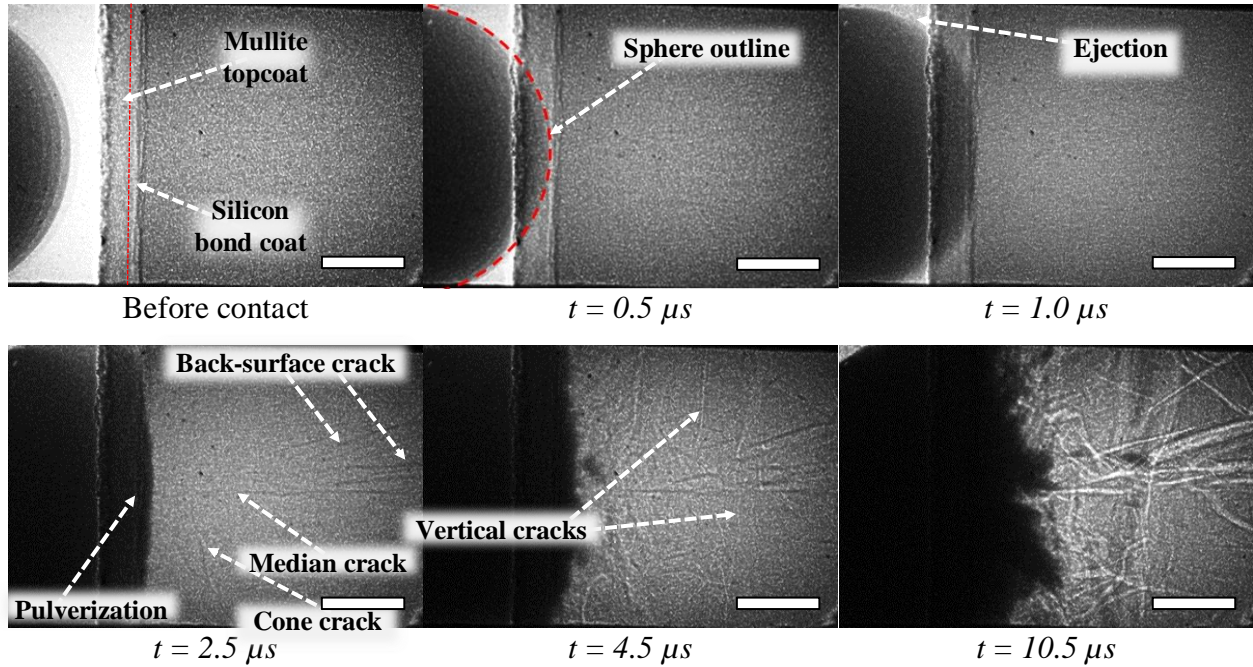 Mullite
topcoat
Silicon
bond coat
Before contact
Sphere outline
t = 0.5 µs
Ejection
t = 1.0 µs
Back-surface crack
Median crack
Pulverization
Cone crack
t = 2.5 µs
Vertical cracks
t = 4.5 µs
t = 10.5 µs